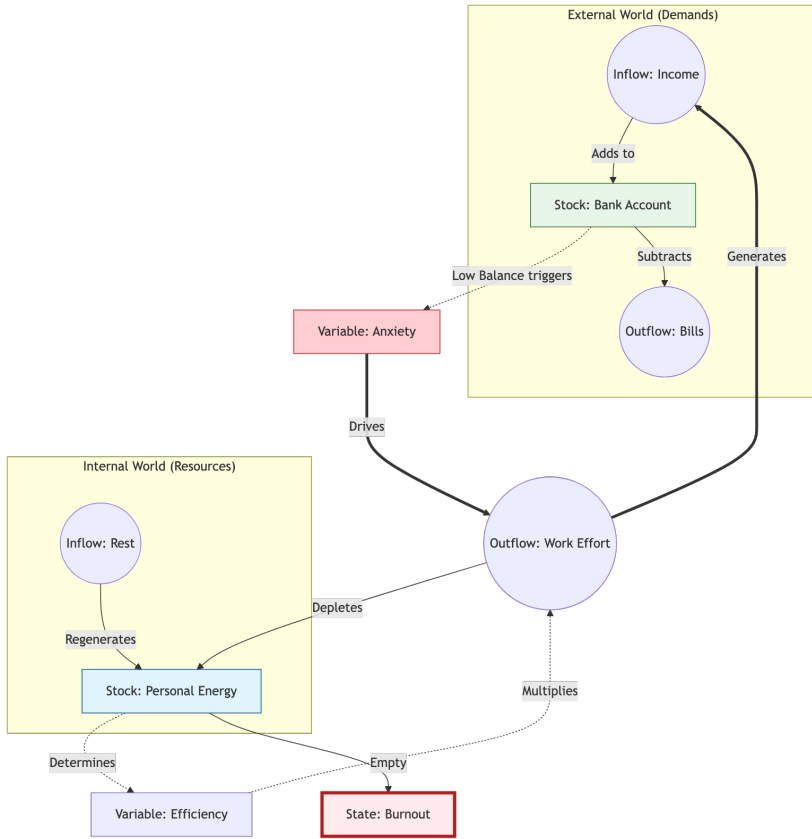 External World (Demands)
Inflow: Income
Adds to
Stock: Bank Account
Subtracts
Generates
Low Balance triggers
Variable: Anxiety
Outflow: Bills
Drives
Internal World (Resources)
Inflow: Rest
Outflow: Work Effort
Depletes
Regenerates
Stock: Personal Energy
Multiplies
Determines
Empty
Variable: Efficiency
State: Burnout